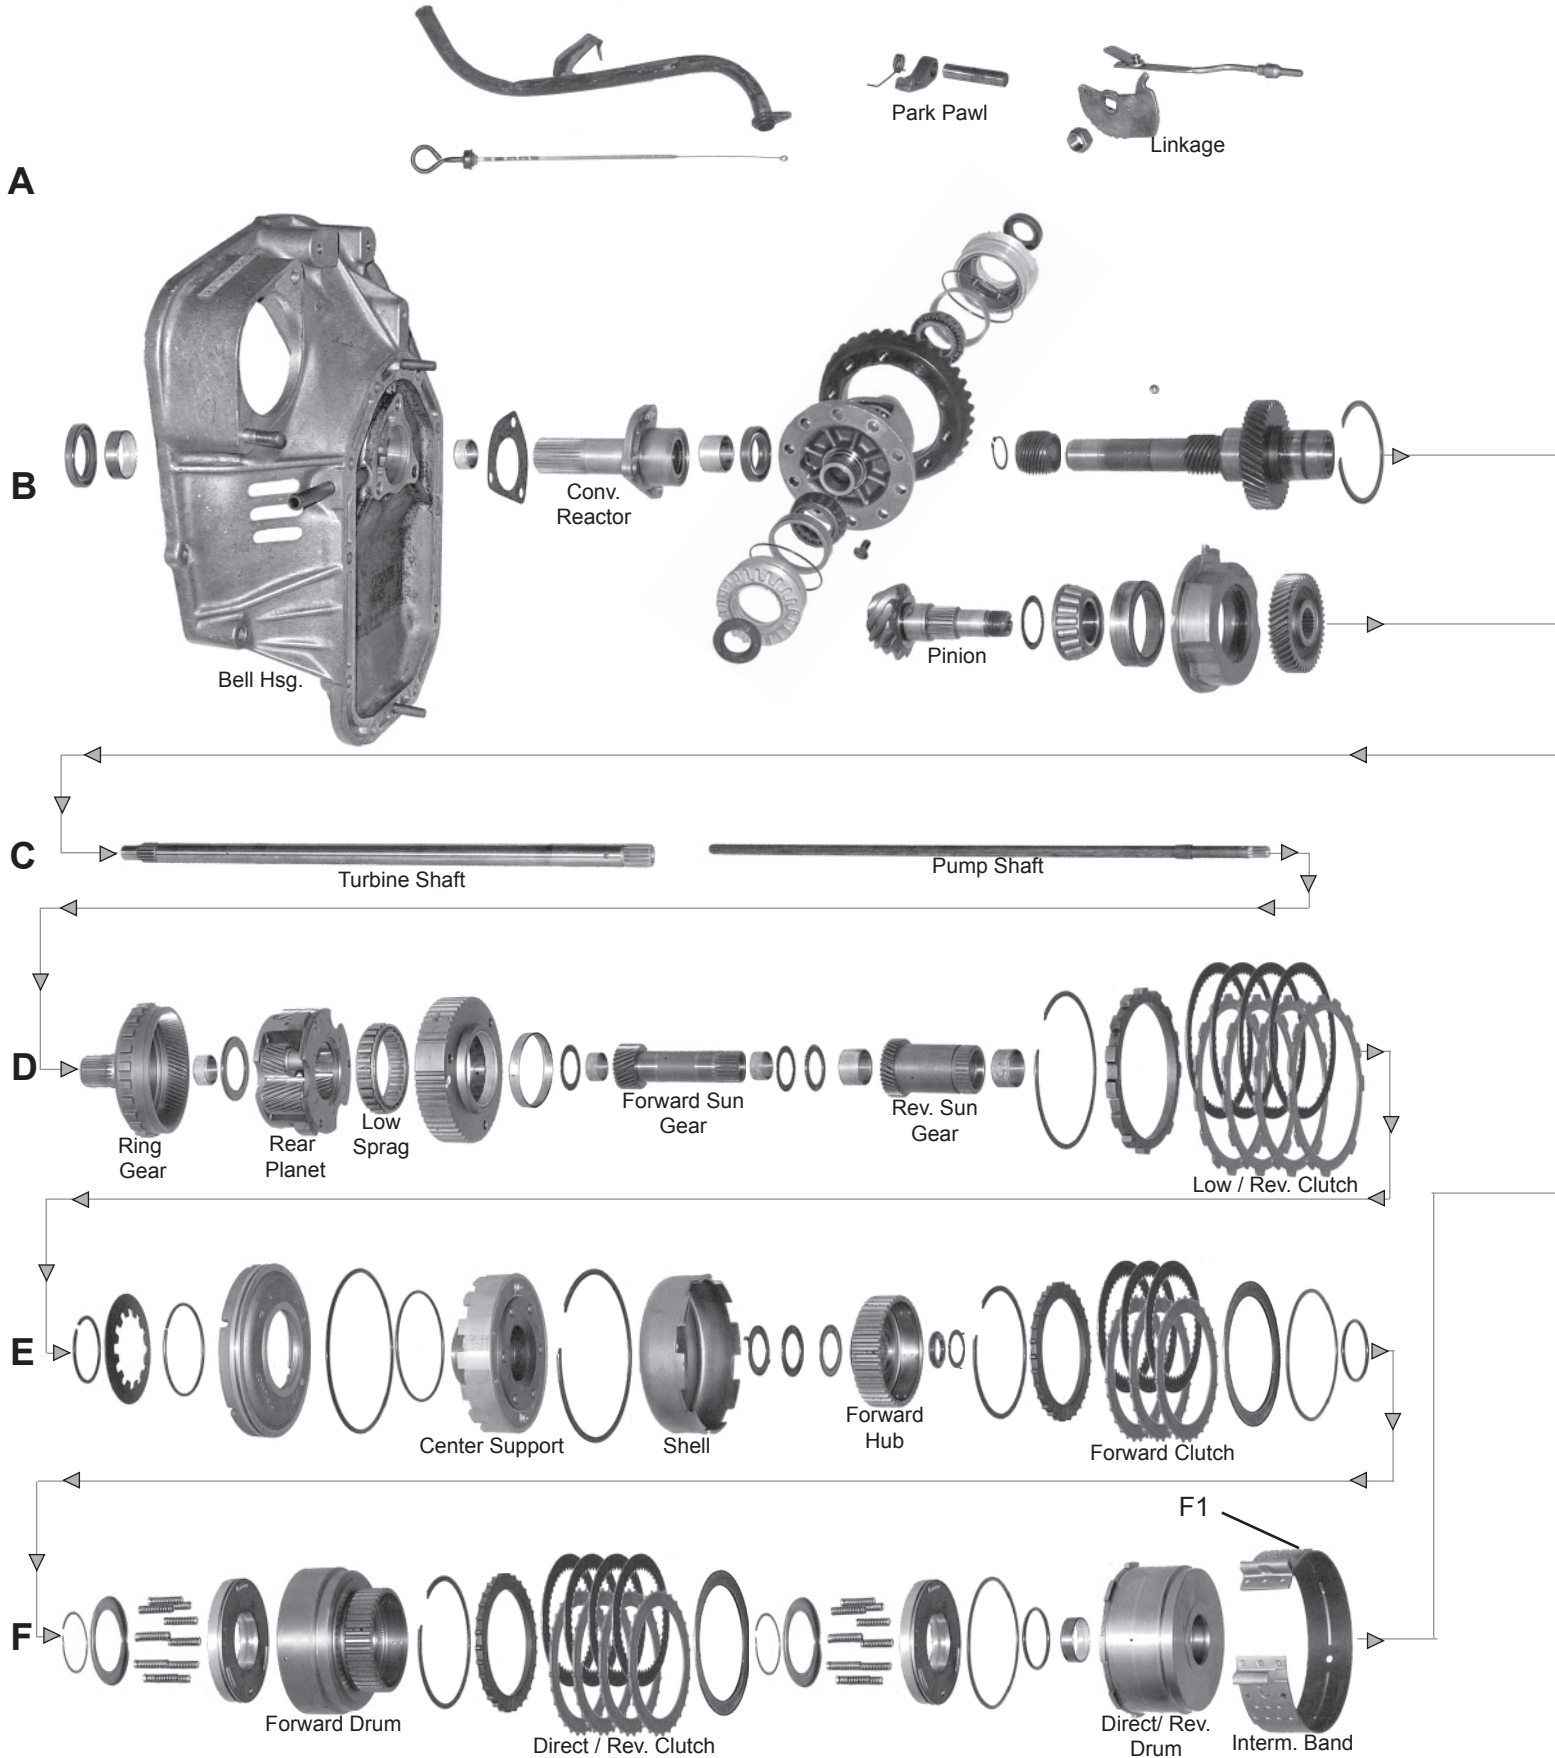 Park Pawl
Linkage
A
B
Conv.
Reactor
Pinion
Bell Hsg.
C
Turbine Shaft
Pump Shaft
D
Ring
Gear
Rear
Planet
Low
Sprag
Forward Sun
Gear
Rev. Sun
Gear
Low / Rev. Clutch
E
Center Support
Shell
Forward
Hub
Forward Clutch
F1
F
Forward Drum
Direct / Rev. Clutch
Direct/ Rev.
Drum
Interm. Band